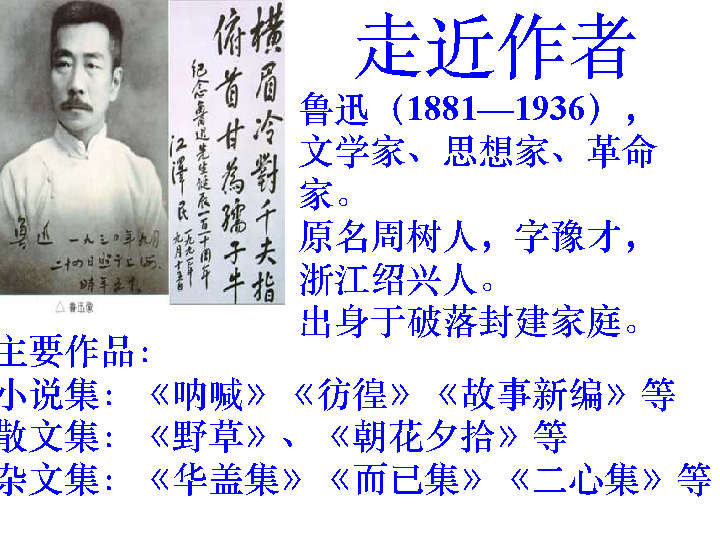 走近作者
鲁迅（1881—1936），
文学家、思想家、革命
家。
原名周树人，字豫才，
浙江绍兴人。
出身于破落封建家庭。
横眉冷對千夫指
俯首甘為孺子牛
纪念鲁迅先生诞辰一百一十周年
江澤民
一九九一年
九月十五日
魯迅 一九三〇年九月
二十四日照于上海,
時年五十
△ 鲁迅像
主要作品：
小说集：《呐喊》《彷徨》《故事新编》等
散文集：《野草》、《朝花夕拾》等
杂文集：《华盖集》《而已集》《二心集》等